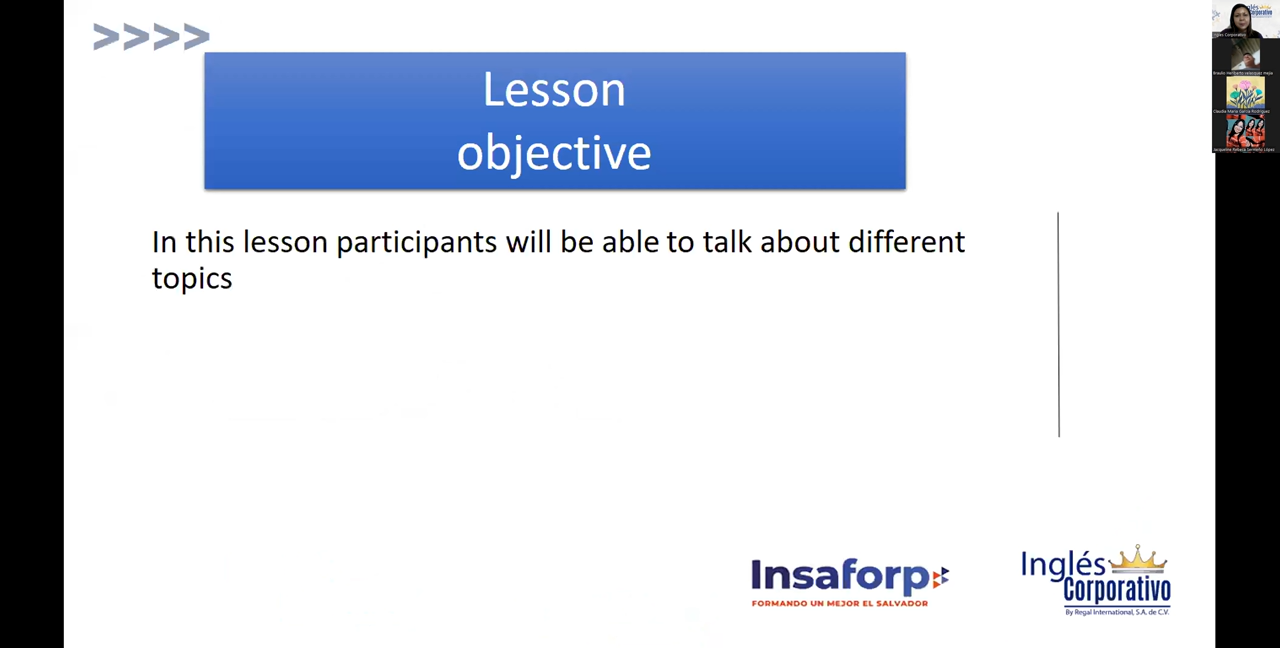 >>>>
Lesson
objective
In this lesson participants will be able to talk about different
topics
Insaforp
FORMANDO UN MEJOR EL SALVADOR
Inglés
Corporativo
By Regal International, S.A. de C.V.